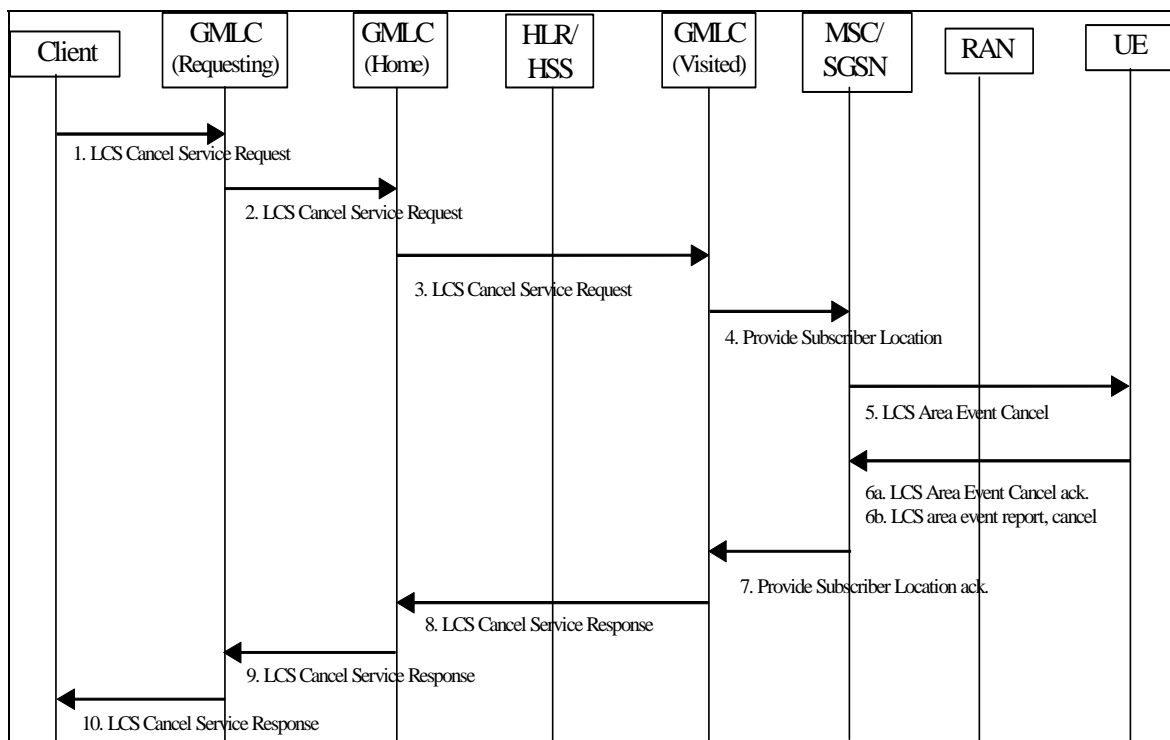 Client
GMLC
(Requesting)
GMLC
(Home)
HLR/
HSS
GMLC
(Visited)
MSC/
SGSN
RAN
UE
1. LCS Cancel Service Request
2. LCS Cancel Service Request
3. LCS Cancel Service Request
4. Provide Subscriber Location
5. LCS Area Event Cancel
6a. LCS Area Event Cancel ack.
6b. LCS area event report, cancel
7. Provide Subscriber Location ack.
8. LCS Cancel Service Response
9. LCS Cancel Service Response
10. LCS Cancel Service Response